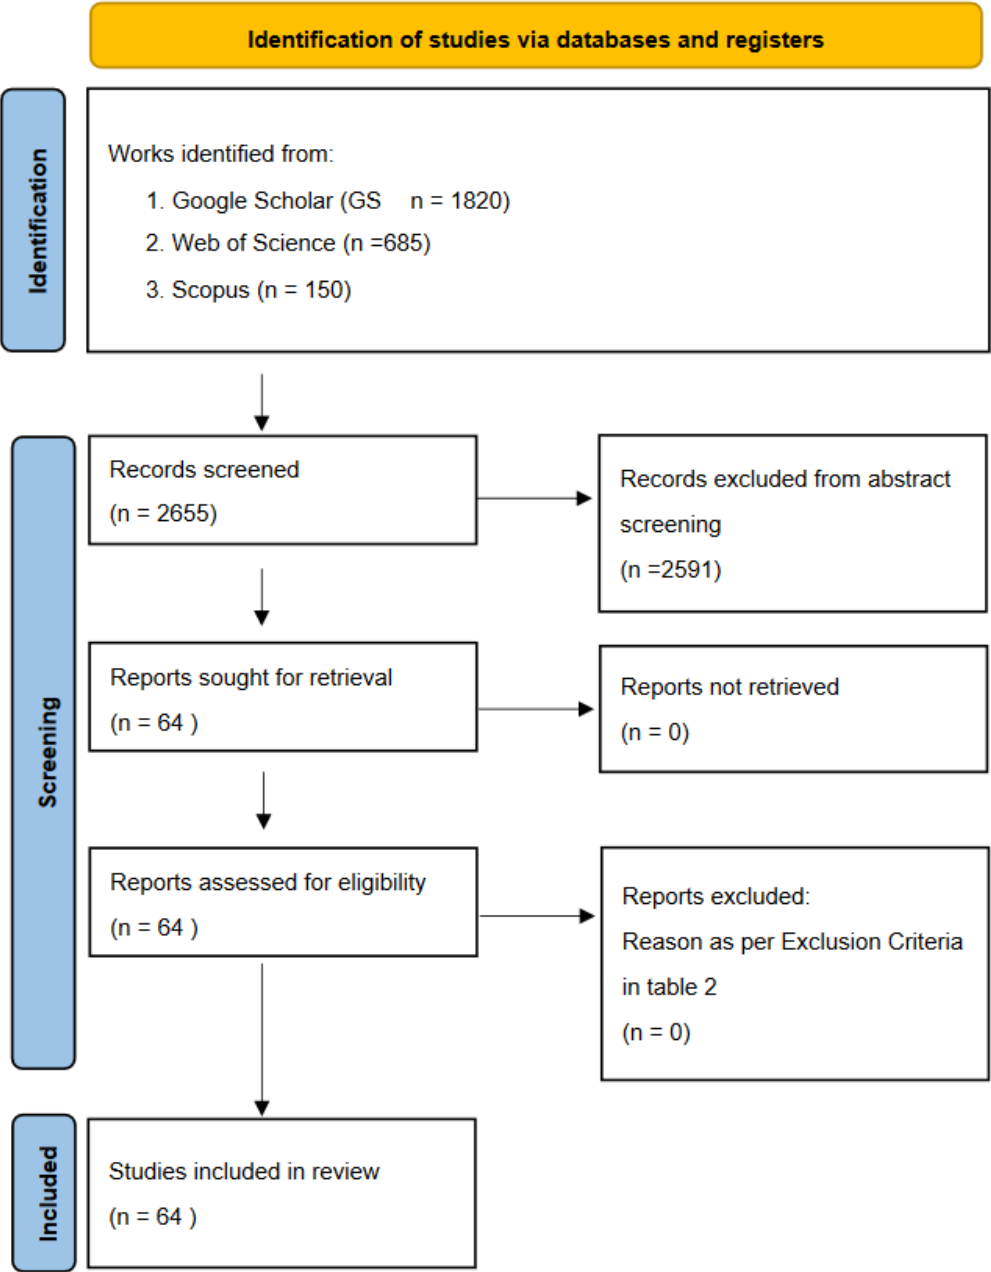 Identification of studies via databases and registers
Identification
Works identified from:
1. Google Scholar (GS n = 1820)
2. Web of Science (n =685)
3. Scopus (n = 150)
Screening
Records screened
(n = 2655)
Records excluded from abstract
screening
(n =2591)
Reports sought for retrieval
(n = 64 )
Reports not retrieved
(n = 0)
Reports assessed for eligibility
(n = 64 )
Reports excluded:
Reason as per Exclusion Criteria
in table 2
(n = 0)
Included
Studies included in review
(n = 64 )